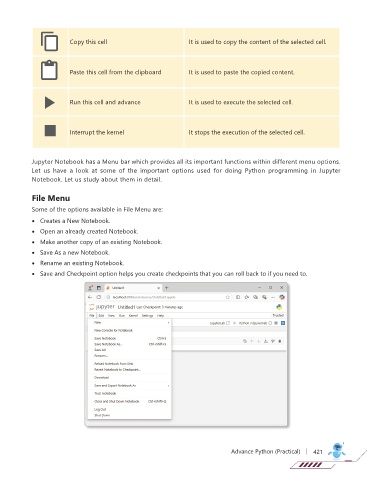 Copy this cell It is used to copy the content of the selected cell.
Paste this cell from the clipboard It is used to paste the copied content.
Run this cell and advance It is used to execute the selected cell.
Interrupt the kernel It stops the execution of the selected cell.
Jupyter Notebook has a Menu bar which provides all its important functions within different menu options.
Let us have a look at some of the important options used for doing Python programming in Jupyter
Notebook. Let us study about them in detail.
File Menu
Some of the options available in File Menu are:
• Creates a New Notebook.
• Open an already created Notebook.
• Make another copy of an existing Notebook.
• Save As a new Notebook.
• Rename an existing Notebook.
• Save and Checkpoint option helps you create checkpoints that you can roll back to if you need to.
Untitled1
jupyter Untitled1 Last Checkpoint: 3 minutes ago
File Edit View Run Kernel Settings Help Trusted
New
JupyterLab Python 3 (ipykernel)
New Console for Notebook
Save Notebook Ctrl+S
Save Notebook As... Ctrl+Shift+S
Save All
Rename...
Reload Notebook from Disk
Revert Notebook to Checkpoint...
Download
Save and Export Notebook As
Trust Notebook
Close and Shut Down Notebook Ctrl+Shift+Q
Log Out
Shut Down
Advance Python (Practical) | 421